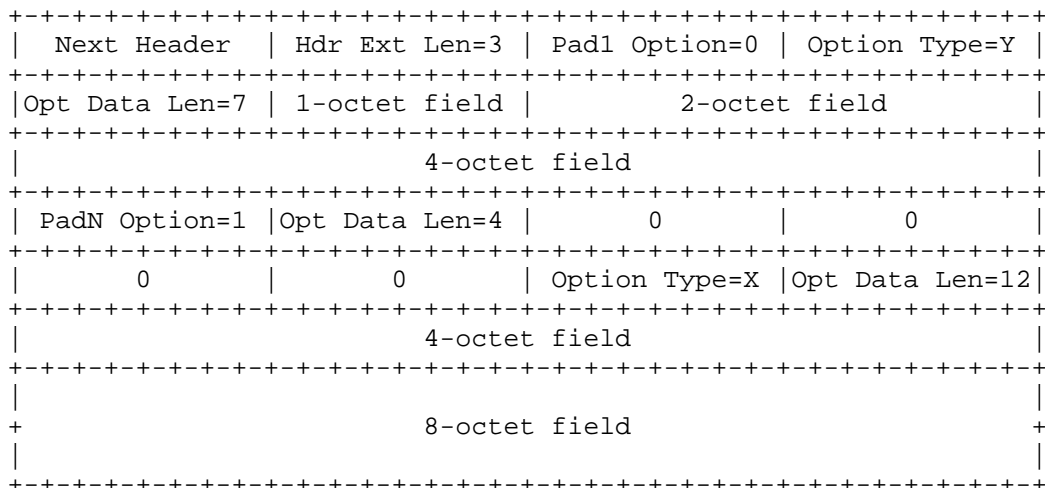 Next Header | Hdr Ext Len=3 | Pad1 Option=0 | Option Type=Y
Opt Data Len=7 | 1-octet field | 2-octet field
4-octet field
PadN Option=1 | Opt Data Len=4 | 0 | 0
0 | 0 | Option Type=X | Opt Data Len=12
4-octet field
8-octet field